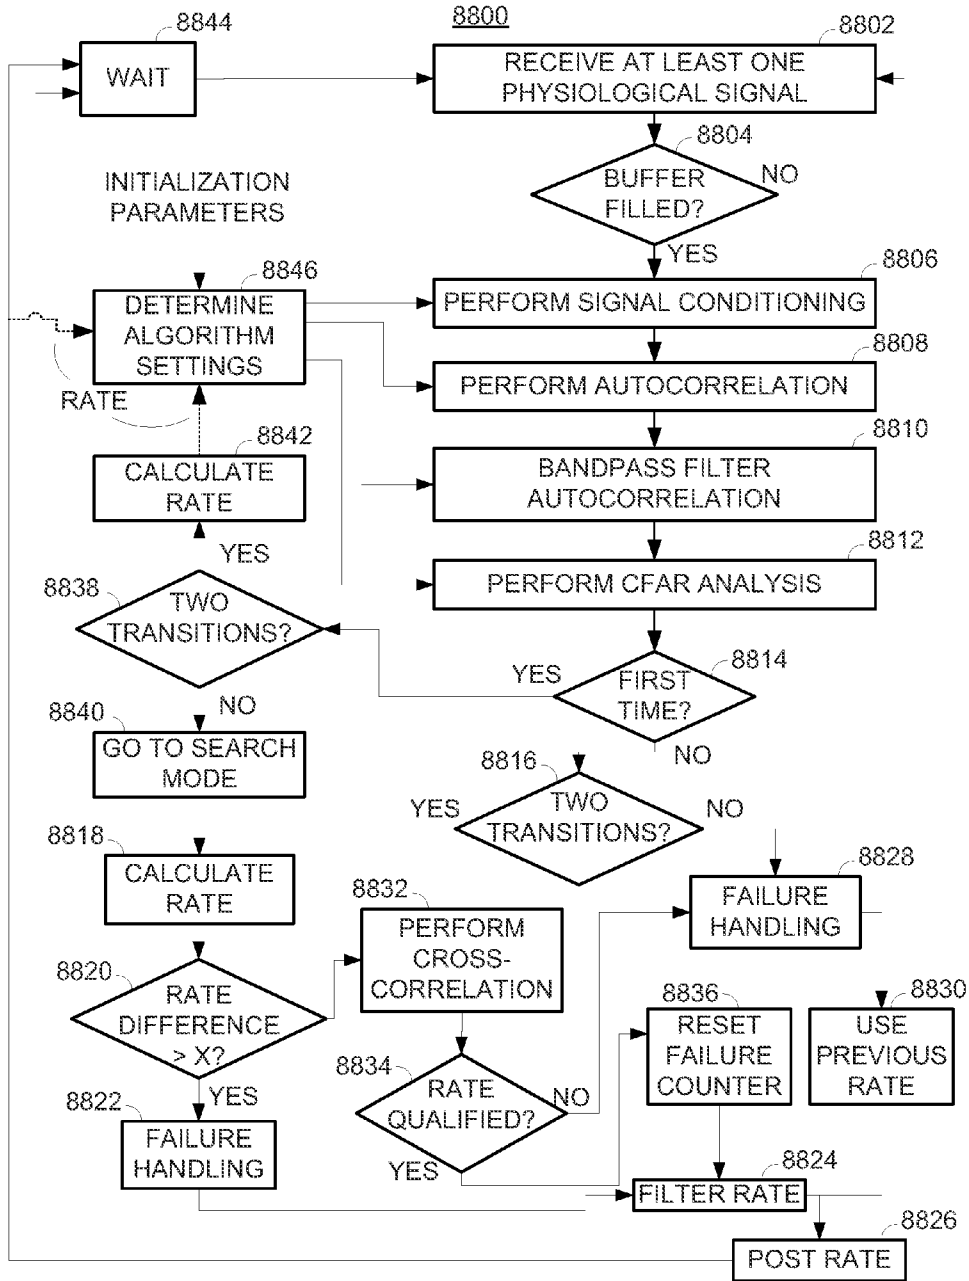 8800
8844
WAIT
8802
RECEIVE AT LEAST ONE
PHYSIOLOGICAL SIGNAL
8804
BUFFER
FILLED?
NO
YES
INITIALIZATION
PARAMETERS
8846
DETERMINE
ALGORITHM
SETTINGS
8806
PERFORM SIGNAL CONDITIONING
8808
PERFORM AUTOCORRELATION
RATE
8842
CALCULATE
RATE
8810
BANDPASS FILTER
AUTOCORRELATION
YES
8812
PERFORM CFAR ANALYSIS
8838
TWO
TRANSITIONS?
NO
8814
FIRST
TIME?
YES
NO
8840
GO TO SEARCH
MODE
8816
TWO
TRANSITIONS?
YES
NO
8818
CALCULATE
RATE
8828
FAILURE
HANDLING
8832
PERFORM
CROSS-
CORRELATION
8820
RATE
DIFFERENCE
> X?
YES
8836
RESET
FAILURE
COUNTER
8830
USE
PREVIOUS
RATE
8834
RATE
QUALIFIED?
NO
YES
8822
FAILURE
HANDLING
8824
FILTER RATE
8826
POST RATE